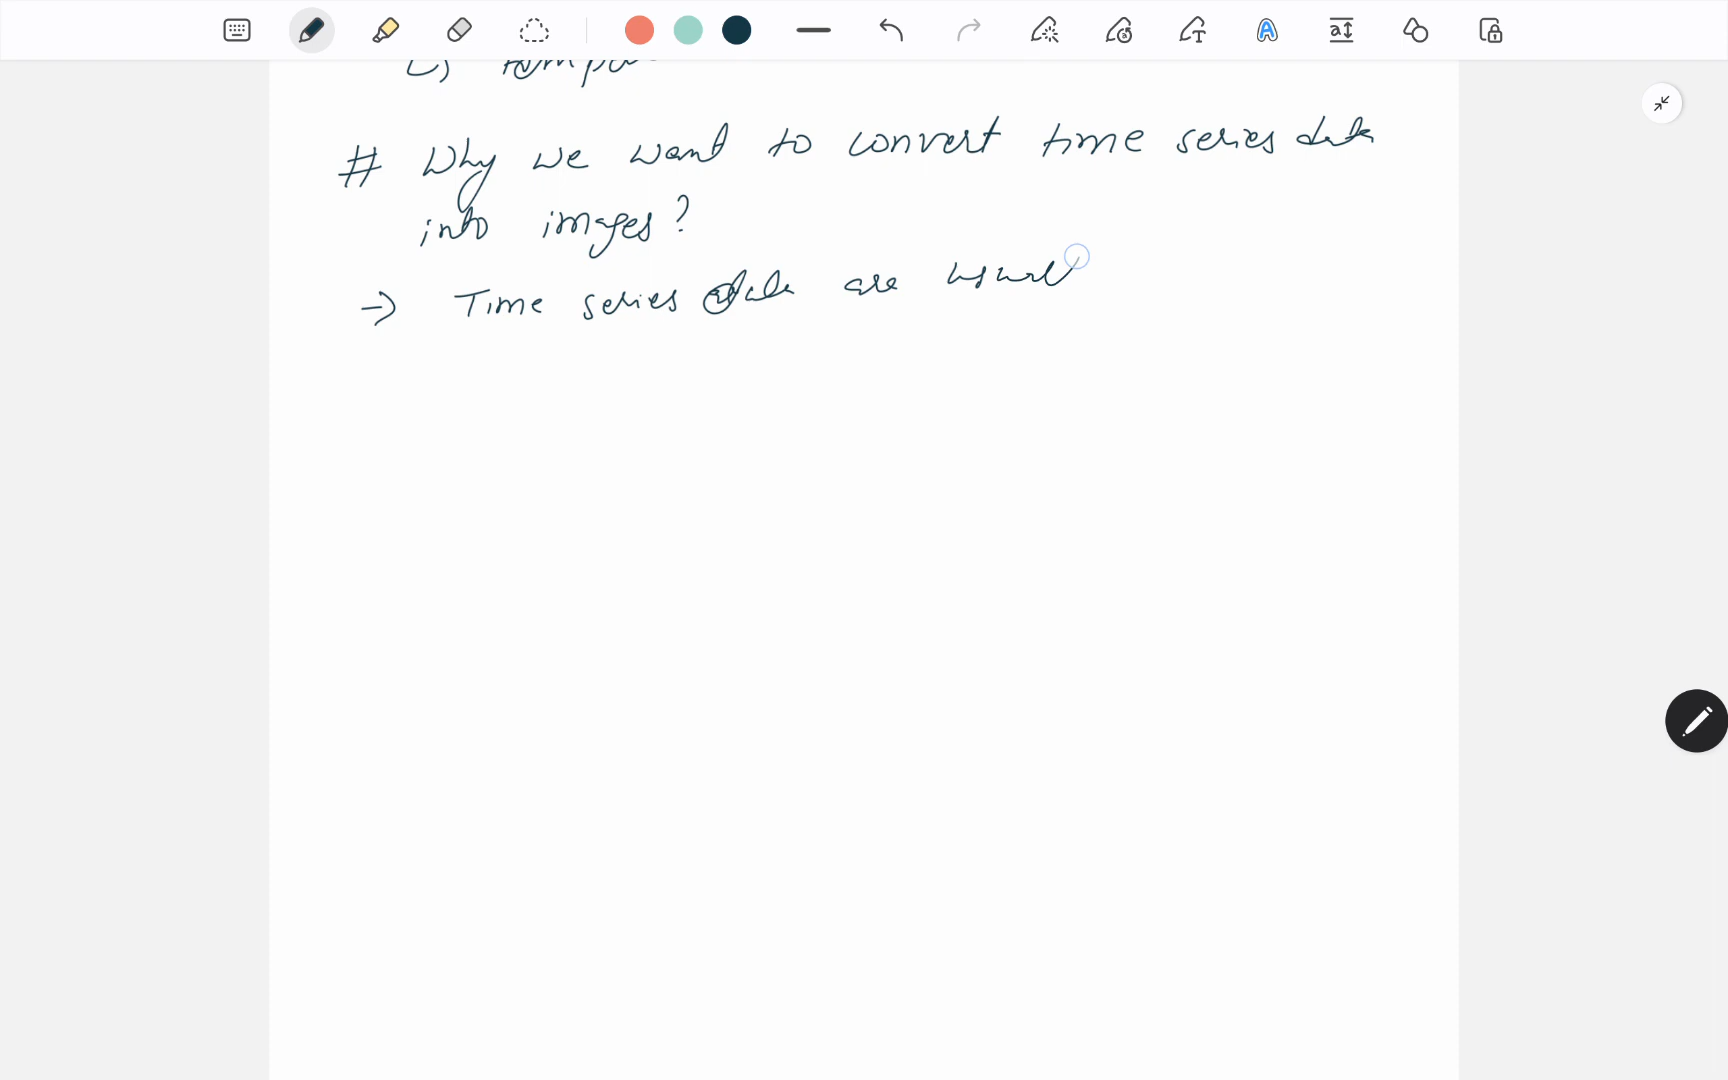 # Why we want to convert time series data
into images?
→ Time series data are usual